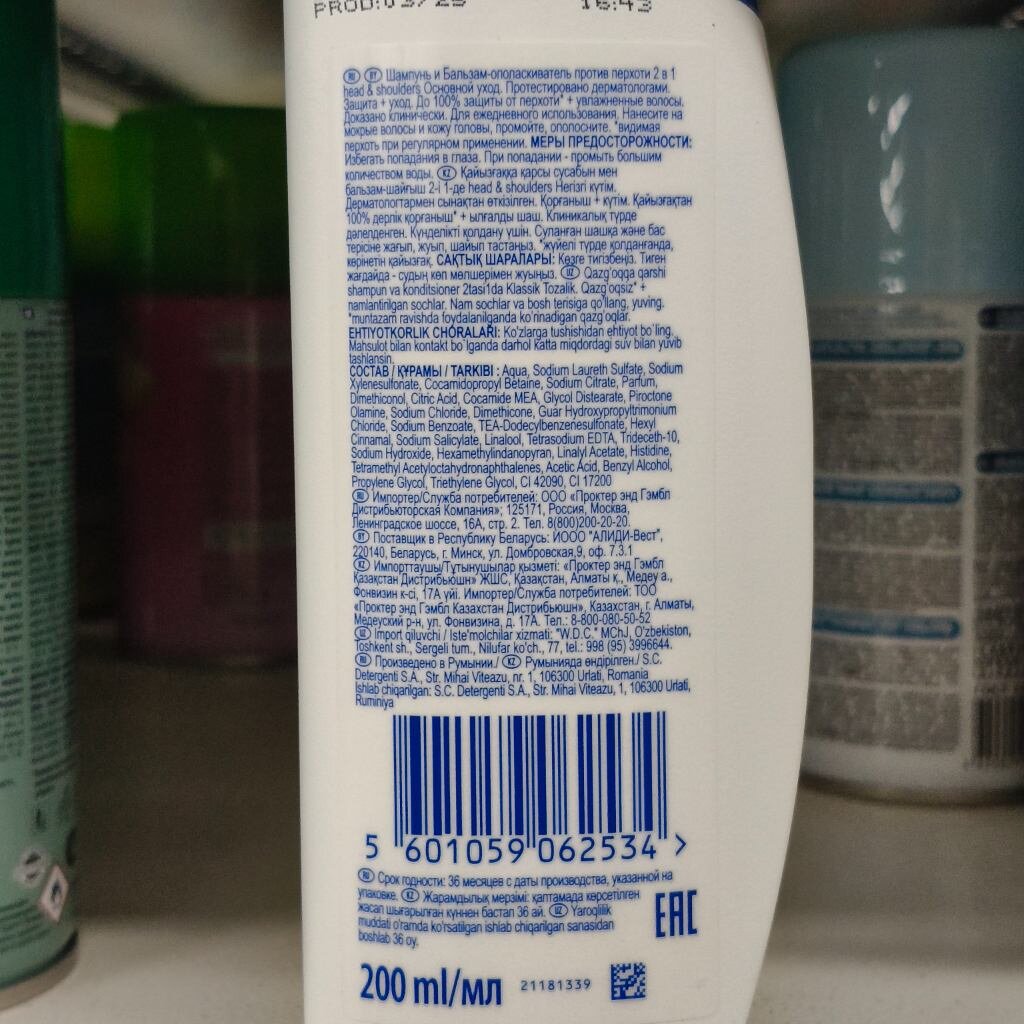 16:43
RU BY Шампунь и Бальзам-ополаскиватель против перхоти 2 в 1
head & shoulders Основной уход. Протестировано дерматологами.
Защита + уход. До 100% защиты от перхоти* + увлажненные волосы.
Доказано клинически. Для ежедневного использования. Нанесите на
мокрые волосы и кожу головы, промойте, ополосните. *видимая
перхоть при регулярном применении. МЕРЫ ПРЕДОСТОРОЖНОСТИ:
Избегать попадания в глаза. При попадании - промыть большим
количеством воды. KZ Қайызғаққа қарсы сусабын мен
бальзам-шайғыш 2-і 1-де head & shoulders Негізгі күтім.
Дерматологтармен сынақтан өткізілген. Қорғаныш + күтім. Қайызғақтан
100% дерлік қорғаныш* + ылғалды шаш. Клиникалық түрде
дәлелденген. Күнделікті қолдану үшін. Суланған шашқа және бас
терісіне жағып, жуып, шайып тастаңыз. *жүйелі түрде қолданғанда,
көрінетін қайызғақ. САҚТЫҚ ШАРАЛАРЫ: Көзге тигізбеңіз. Тиген
жағдайда - судың көп мөлшерімен жуыңыз. UZ Qazg'oqqa qarshi
shampun va konditsioner 2tasi1da Klassik Tozalik. Qazg'oqsiz* +
namlantirilgan sochlar. Nam sochlar va bosh terisiga qo'llang, yuving.
*muntazam ravishda foydalanilganda ko'rinadigan qazg'oqlar.
EHTIYOTKORLIK CHORALARI: Ko'zlarga tushishidan ehtiyot bo`ling.
Mahsulot bilan kontakt bo`lganda darhol katta miqdordagi suv bilan yuvib
tashlansin.
СОСТАВ / ҚҰРАМЫ / TARKIBI : Aqua, Sodium Laureth Sulfate, Sodium
Xylenesulfonate, Cocamidopropyl Betaine, Sodium Citrate, Parfum,
Dimethiconol, Citric Acid, Cocamide MEA, Glycol Distearate, Piroctone
Olamine, Sodium Chloride, Dimethicone, Guar Hydroxypropyltrimonium
Chloride, Sodium Benzoate, TEA-Dodecylbenzenesulfonate, Hexyl
Cinnamal, Sodium Salicylate, Linalool, Tetrasodium EDTA, Trideceth-10,
Sodium Hydroxide, Hexamethylindanopyran, Linalyl Acetate, Histidine,
Tetramethyl Acetyloctahydronaphthalenes, Acetic Acid, Benzyl Alcohol,
Propylene Glycol, Triethylene Glycol, CI 42090, CI 17200
RU Импортер/Служба потребителей: ООО «Проктер энд Гэмбл
Дистрибьюторская Компания»; 125171, Россия, Москва,
Ленинградское шоссе, 16А, стр. 2. Тел. 8(800)200-20-20.
BY Поставщик в Республику Беларусь: ИООО "АЛИДИ-Вест",
220140, Беларусь, г. Минск, ул. Домбровская,9, оф. 7.3.1
KZ Импорттаушы/Тұтынушылар қызметі: «Проктер энд Гэмбл
Казахстан Дистрибьюшн» ЖШС, Қазақстан, Алматы қ., Медеу а.,
Фонвизин к-сі, 17А үйі. Импортер/Служба потребителей: ТОО
«Проктер энд Гэмбл Казахстан Дистрибьюшн», Казахстан, г. Алматы,
Медеуский р-н, ул. Фонвизина, д. 17А. Тел.: 8-800-080-50-52
UZ Import qiluvchi / Iste'molchilar xizmati: "W.D.C." MChJ, O'zbekiston,
Toshkent sh., Sergeli tum., Nilufar ko'ch., 77, tel.: 998 (95) 3996644.
RU Произведено в Румынии./ KZ Румынияда өндірілген./ S.C.
Detergenti S.A., Str. Mihai Viteazu, nr. 1, 106300 Urlati, Romania
Ishlab chiqarilgan: S.C. Detergenti S.A., Str. Mihai Viteazu, 1, 106300 Urlati,
Ruminiya
5 601059 062534 >
RU Срок годности: 36 месяцев с даты производства, указанной на
упаковке. KZ Жарамдылық мерзімі: қаптамада көрсетілген
жасап шығарылған күннен бастап 36 ай. UZ Yaroqlilik
muddati o'ramda ko'rsatilgan ishlab chiqarilgan sanasidan
boshlab 36 oy.
EAC
200 ml/мл 21181339